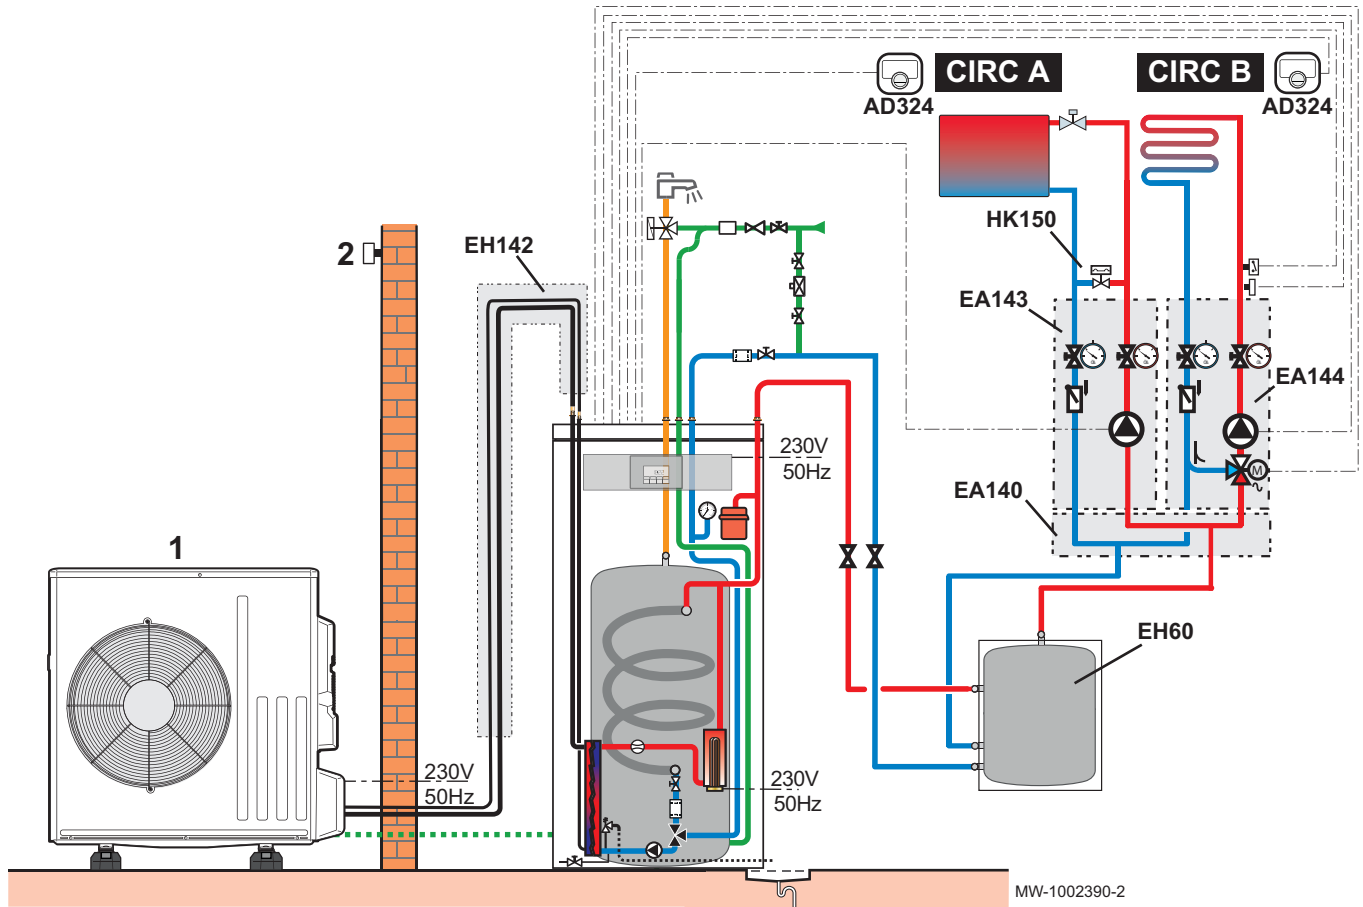 CIRC A
CIRC B
AD324
AD324
HK150
2
EH142
EA143
EA144
230V
50Hz
EA140
M
1
EH60
230V
50Hz
230V
50Hz
MW-1002390-2